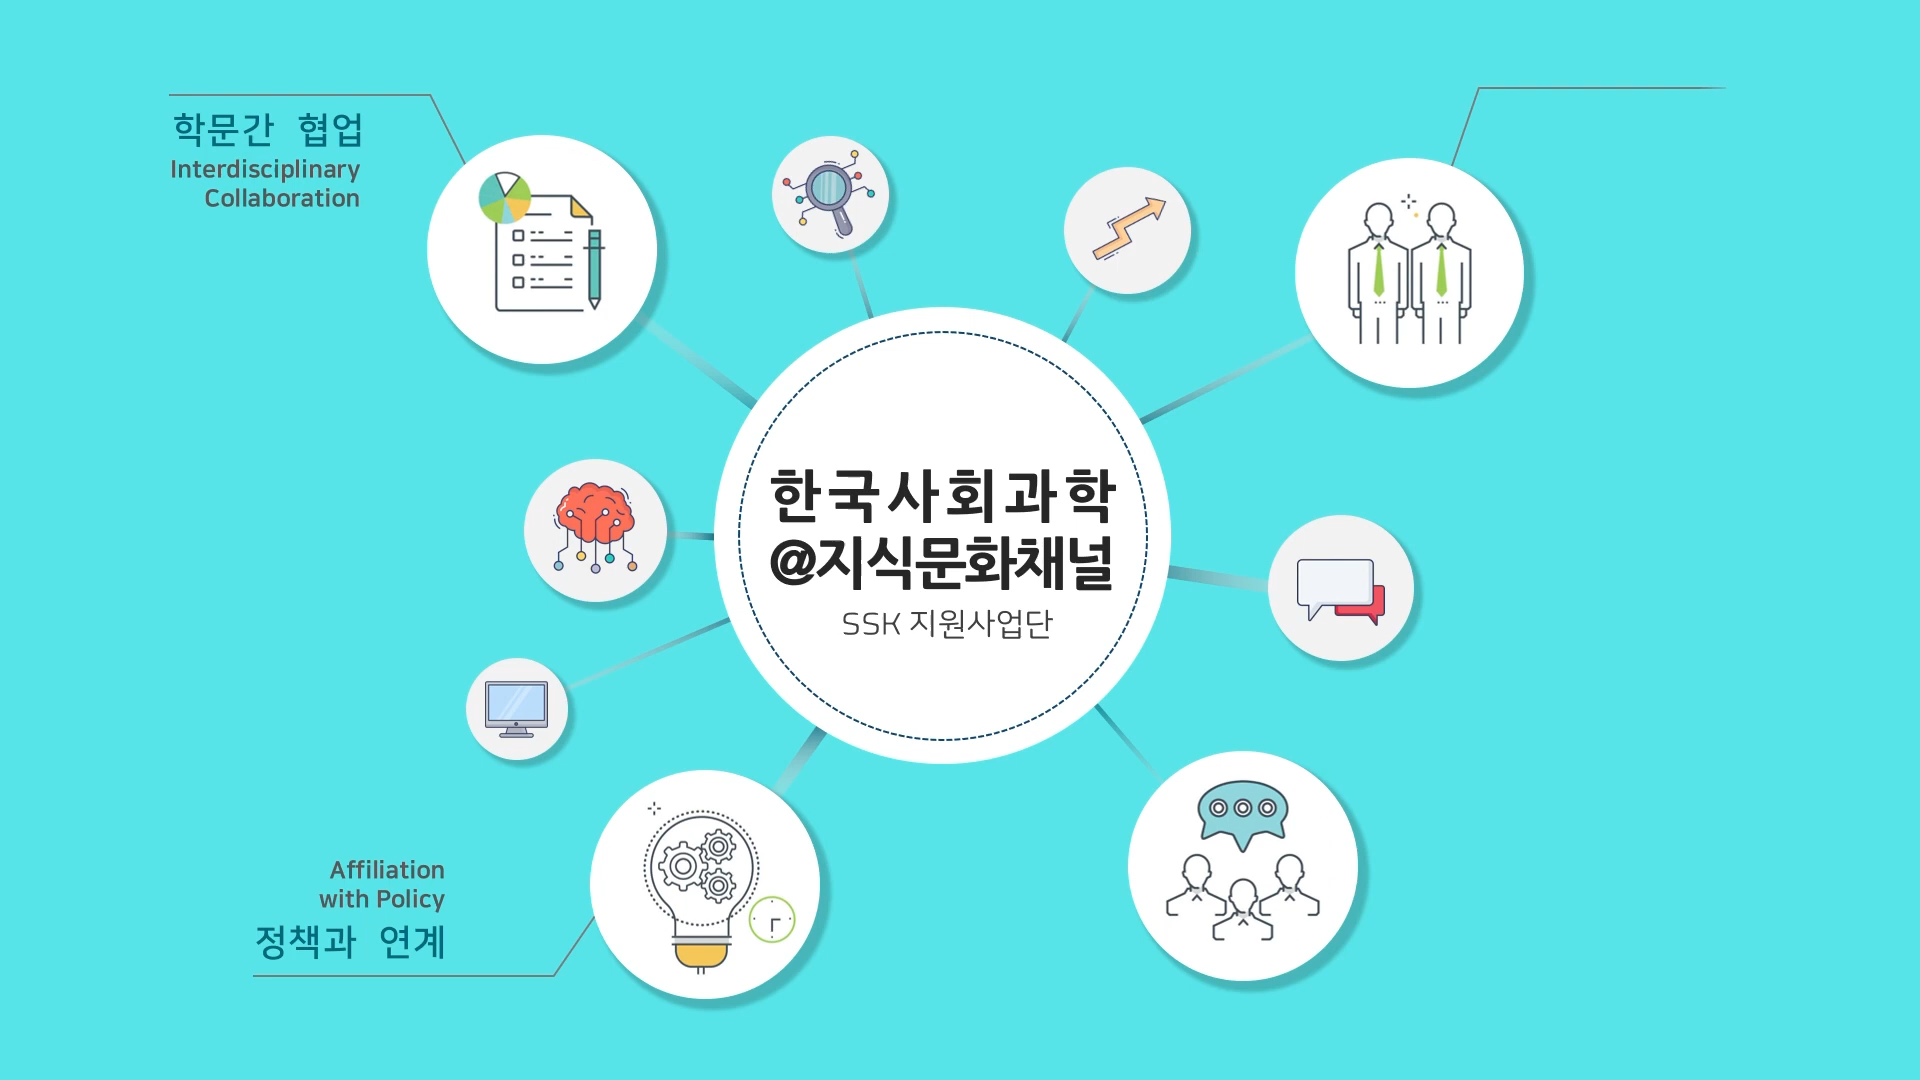 학문간 협업
Interdisciplinary
Collaboration
한국사회과학
@지식문화채널
SSK 지원사업단
Affiliation
with Policy
정책과 연계